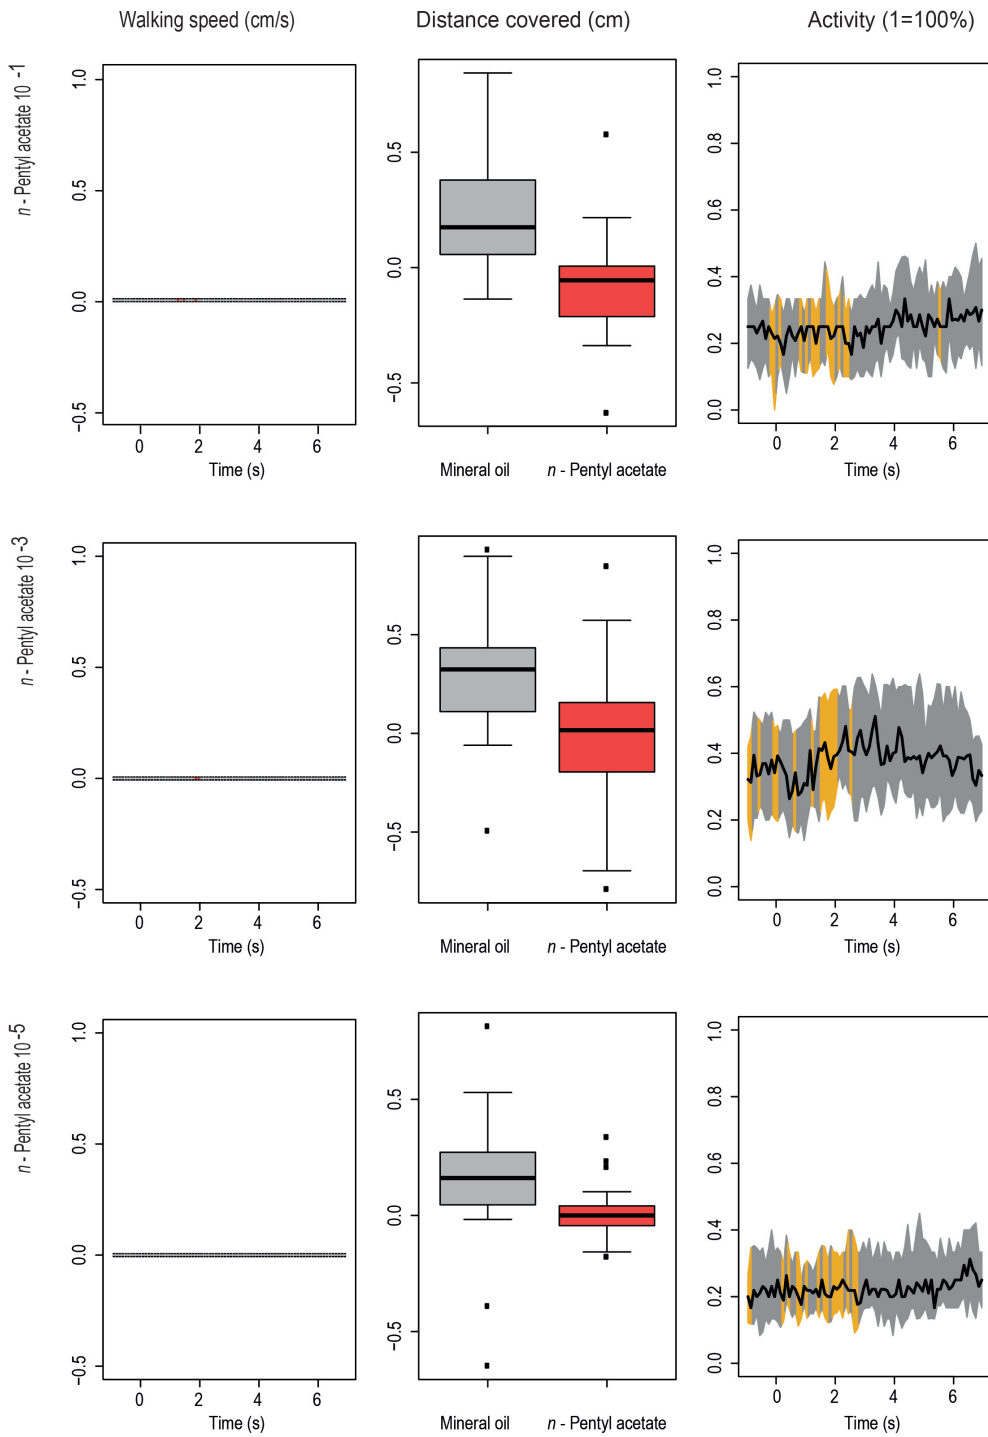 Walking speed (cm/s)
Distance covered (cm)
Activity (1=100%)
n - Pentyl acetate 10 -1
1.0
0.5
0.0
−0.5
0 2 4 6
Time (s)
0.5
0.0
−0.5
Mineral oil n - Pentyl acetate
1.0
0.8
0.6
0.4
0.2
0.0
0 2 4 6
Time (s)
n - Pentyl acetate 10 -3
1.0
0.5
0.0
−0.5
0 2 4 6
Time (s)
0.5
0.0
−0.5
Mineral oil n - Pentyl acetate
1.0
0.8
0.6
0.4
0.2
0.0
0 2 4 6
Time (s)
n - Pentyl acetate 10 -5
1.0
0.5
0.0
−0.5
0 2 4 6
Time (s)
0.5
0.0
−0.5
Mineral oil n - Pentyl acetate
1.0
0.8
0.6
0.4
0.2
0.0
0 2 4 6
Time (s)